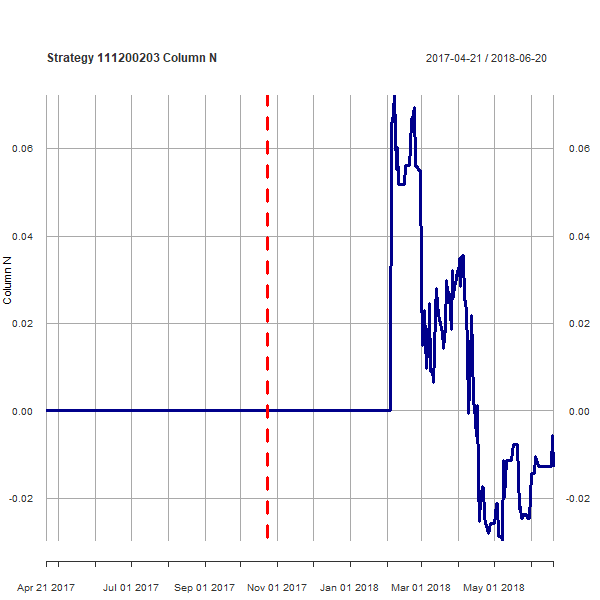 Strategy 111200203 Column N
2017-04-21 / 2018-06-20
0.06
0.06
0.04
0.04
Column N
0.02
0.02
0.00
0.00
-0.02
-0.02
Apr 21 2017
Jul 01 2017
Sep 01 2017
Nov 01 2017
Jan 01 2018
Mar 01 2018
May 01 2018